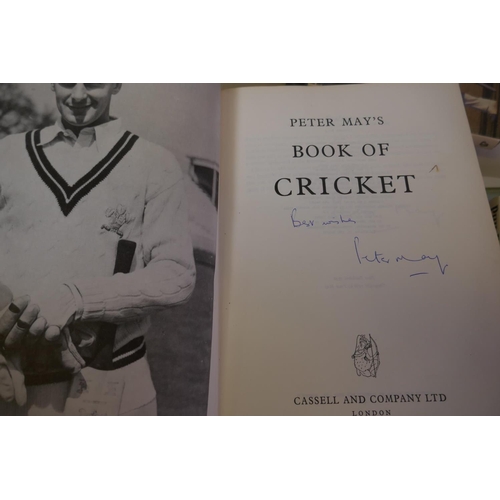 PETER MAY'S
BOOK OF
CRICKET
Best wishes
Peter May
CASSELL AND COMPANY LTD
LONDON